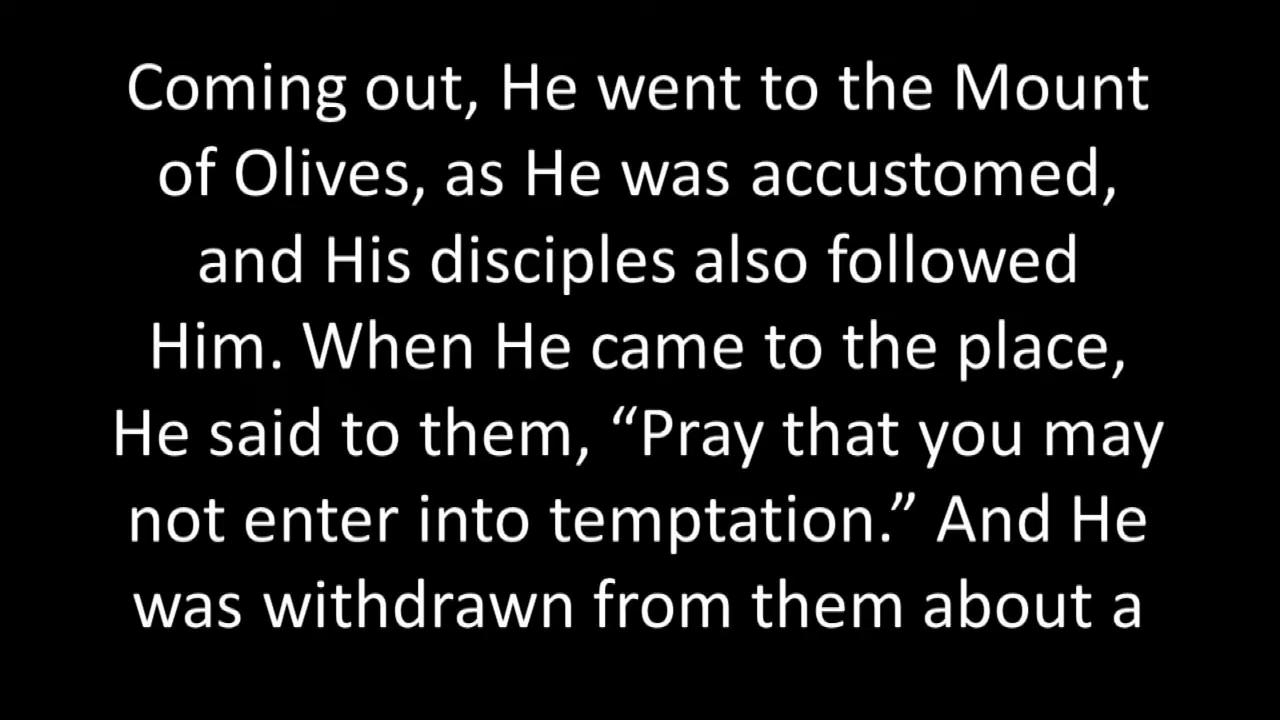 Coming out, He went to the Mount
of Olives, as He was accustomed,
and His disciples also followed
Him. When He came to the place,
He said to them, “Pray that you may
not enter into temptation.” And He
was withdrawn from them about a